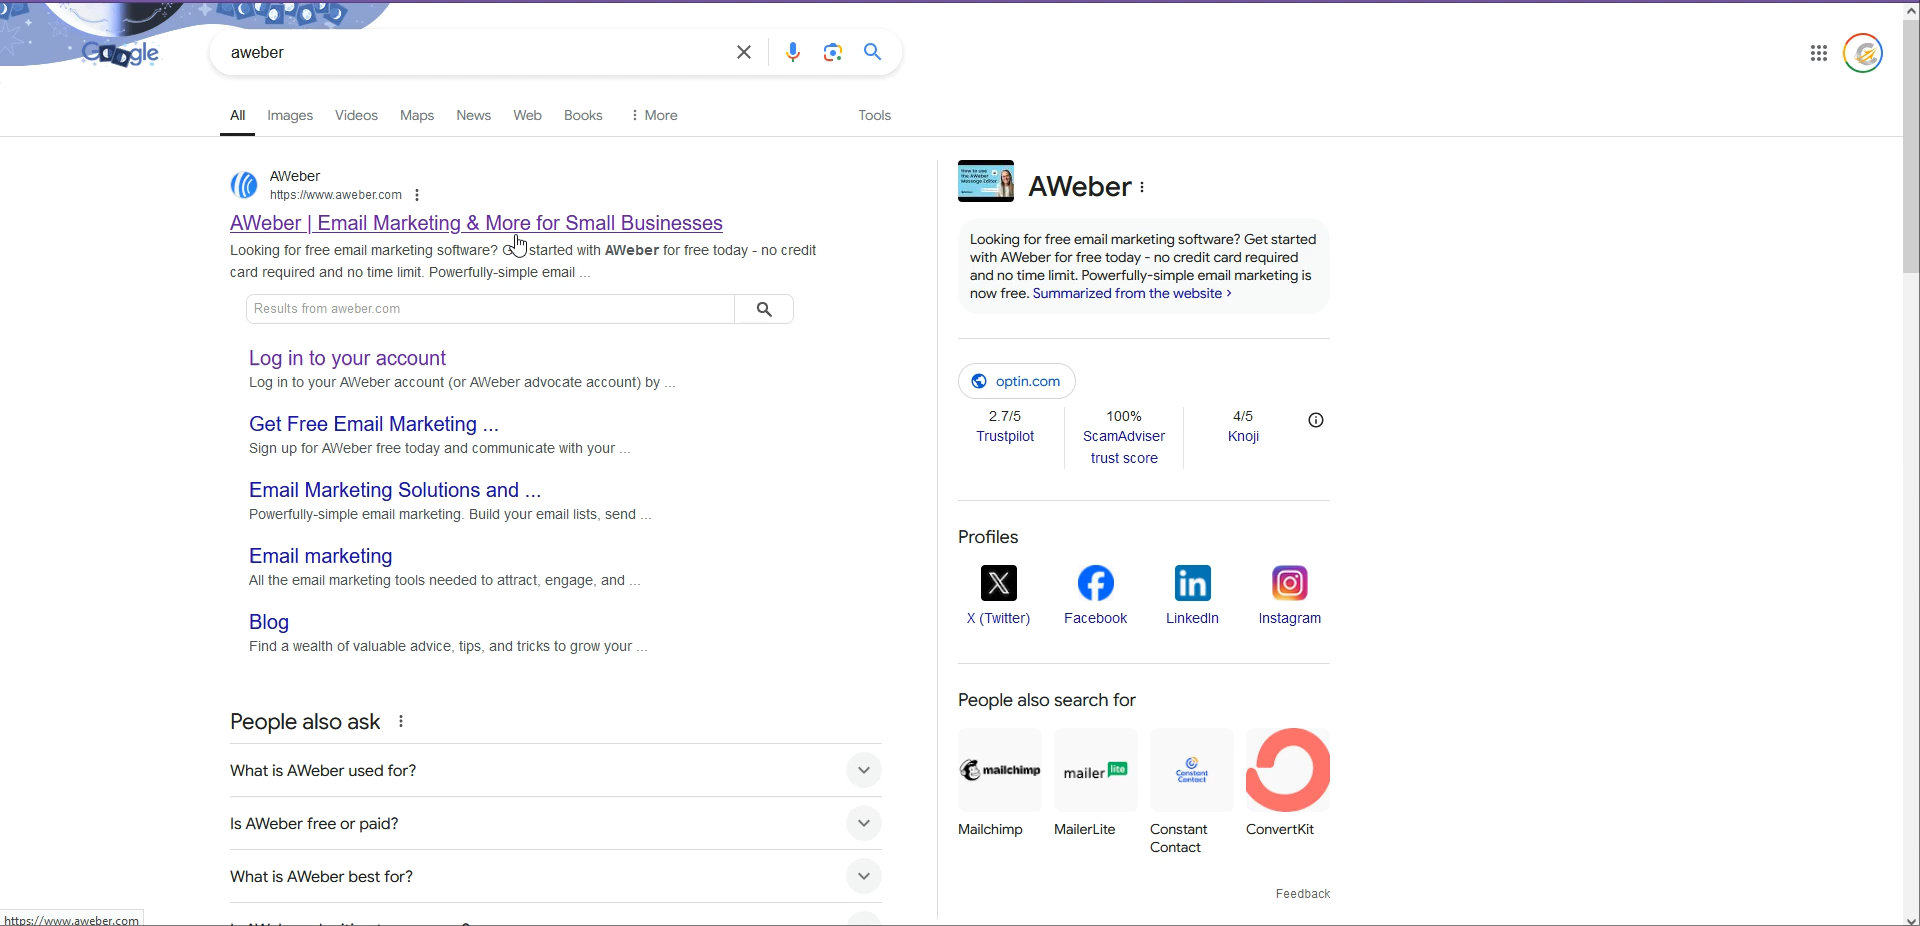 Google
aweber
All
Images
Videos
Maps
News
Web
Books
More
Tools
AWeber
https://www.aweber.com
AWeber | Email Marketing & More for Small Businesses
Looking for free email marketing software? started with AWeber for free today - no credit
card required and no time limit. Powerfully-simple email ...
Results from aweber.com
Log in to your account
Log in to your AWeber account (or AWeber advocate account) by ...
Get Free Email Marketing ...
Sign up for AWeber free today and communicate with your ...
Email Marketing Solutions and ...
Powerfully-simple email marketing. Build your email lists, send ...
Email marketing
All the email marketing tools needed to attract, engage, and ...
Blog
Find a wealth of valuable advice, tips, and tricks to grow your ...
People also ask
What is AWeber used for?
Is AWeber free or paid?
What is AWeber best for?
https://www.aweber.com
How to use
the AWeber
Message Editor
AWeber
Looking for free email marketing software? Get started
with AWeber for free today - no credit card required
and no time limit. Powerfully-simple email marketing is
now free. Summarized from the website ›
optin.com
2.7/5
Trustpilot
100%
ScamAdviser
trust score
4/5
Knoji
Profiles
X (Twitter)
Facebook
LinkedIn
Instagram
People also search for
mailchimp
mailer lite
Constant
Contact
Mailchimp
MailerLite
Constant
Contact
ConvertKit
Feedback